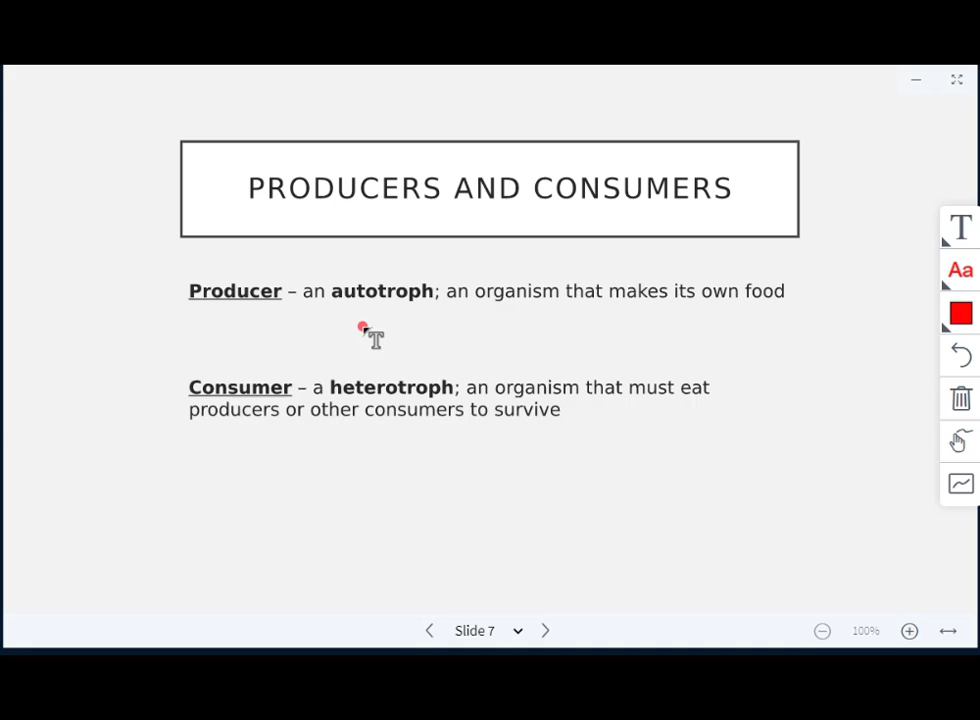 PRODUCERS AND CONSUMERS
Producer – an autotroph; an organism that makes its own food
Consumer – a heterotroph; an organism that must eat
producers or other consumers to survive
T
Aa
Slide 7
100%